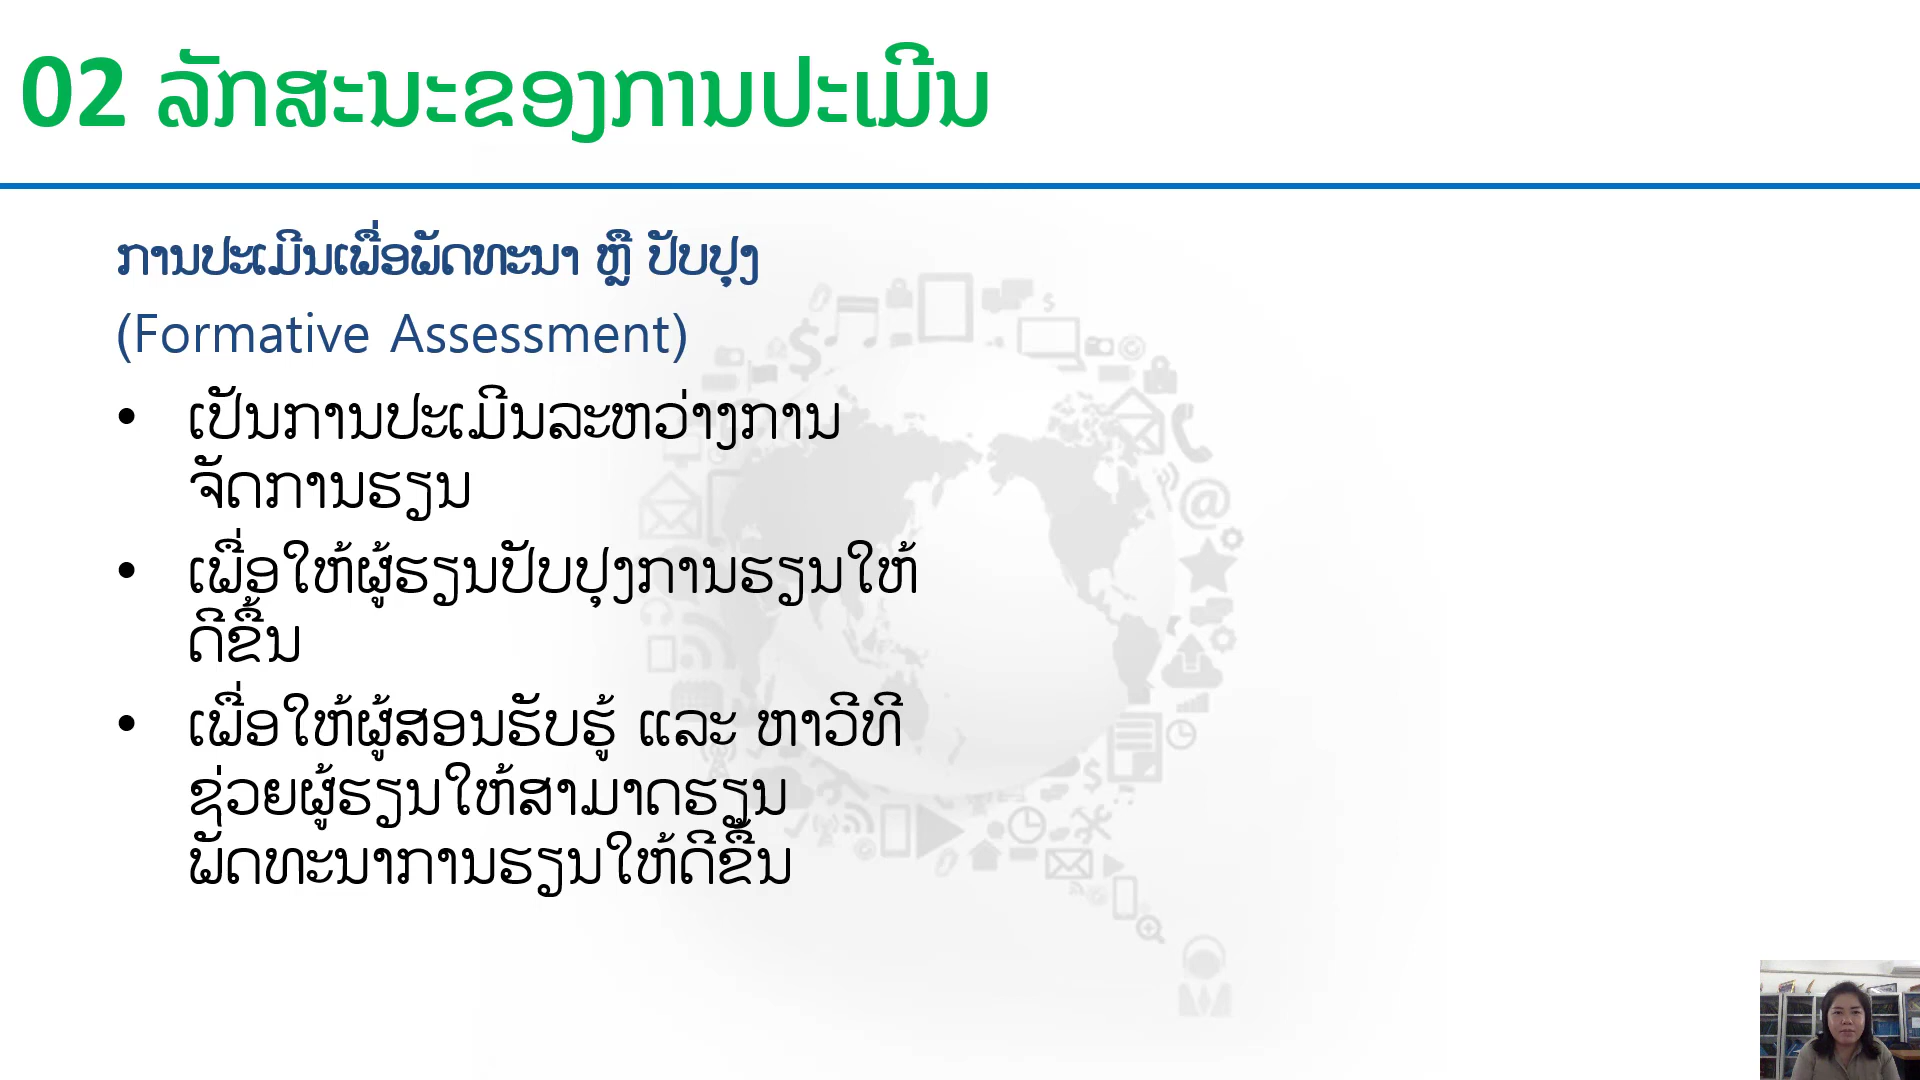 02 ລັກສະນະຂອງການປະເມີນ
ການປະເມີນເພື່ອພັດທະນາ ຫຼື ປັບປຸງ
(Formative Assessment)
• ເປັນການປະເມີນລະຫວ່າງການ
ຈັດການຮຽນ
• ເພື່ອໃຫ້ຜູ້ຮຽນປັບປຸງການຮຽນໃຫ້
ດີຂື້ນ
• ເພື່ອໃຫ້ຜູ້ສອນຮັບຮູ້ ແລະ ຫາວິທີ
ຊ່ວຍຜູ້ຮຽນໃຫ້ສາມາດຮຽນ
ພັດທະນາການຮຽນໃຫ້ດີຂື້ນ